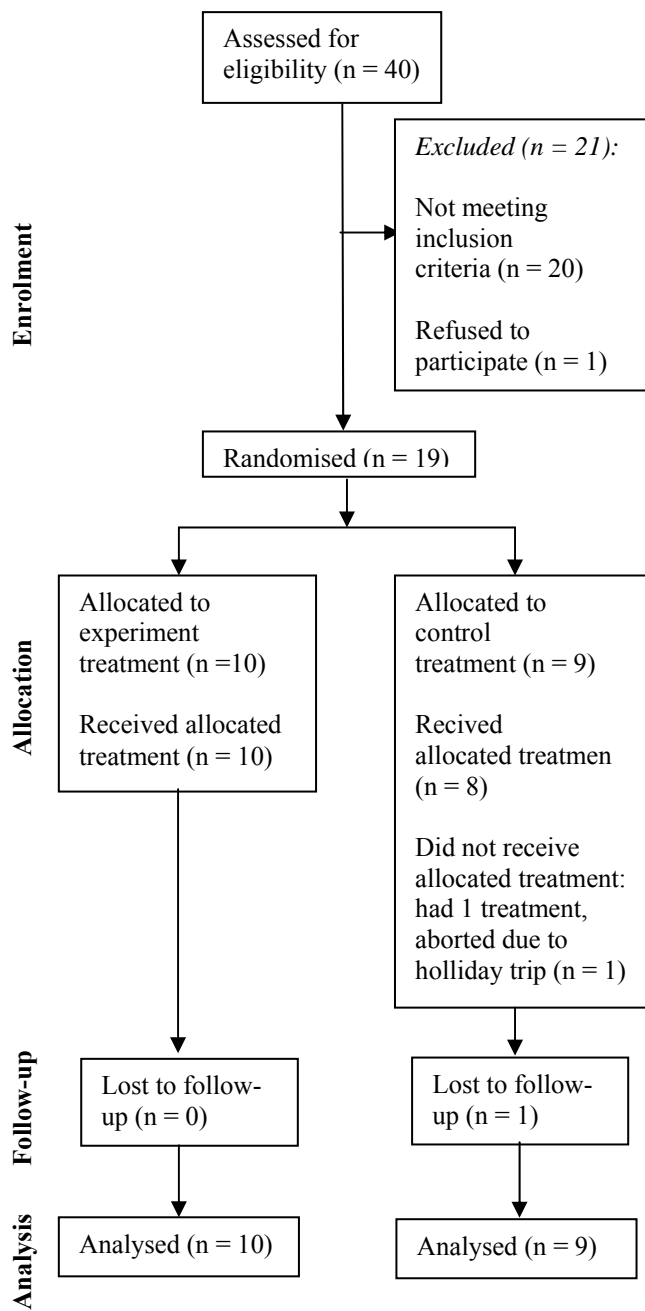 Assessed for
eligibility (n = 40)
Enrolment
Excluded (n = 21):
Not meeting
inclusion
criteria (n = 20)
Refused to
participate (n = 1)
Randomised (n = 19)
Allocation
Allocated to
experiment
treatment (n =10)
Received allocated
treatment (n = 10)
Allocated to
control
treatment (n = 9)
Recived
allocated treatmen
(n = 8)
Did not receive
allocated treatment:
had 1 treatment,
aborted due to
holliday trip (n = 1)
Follow-up
Lost to follow-
up (n = 0)
Lost to follow-
up (n = 1)
Analysis
Analysed (n = 10)
Analysed (n = 9)